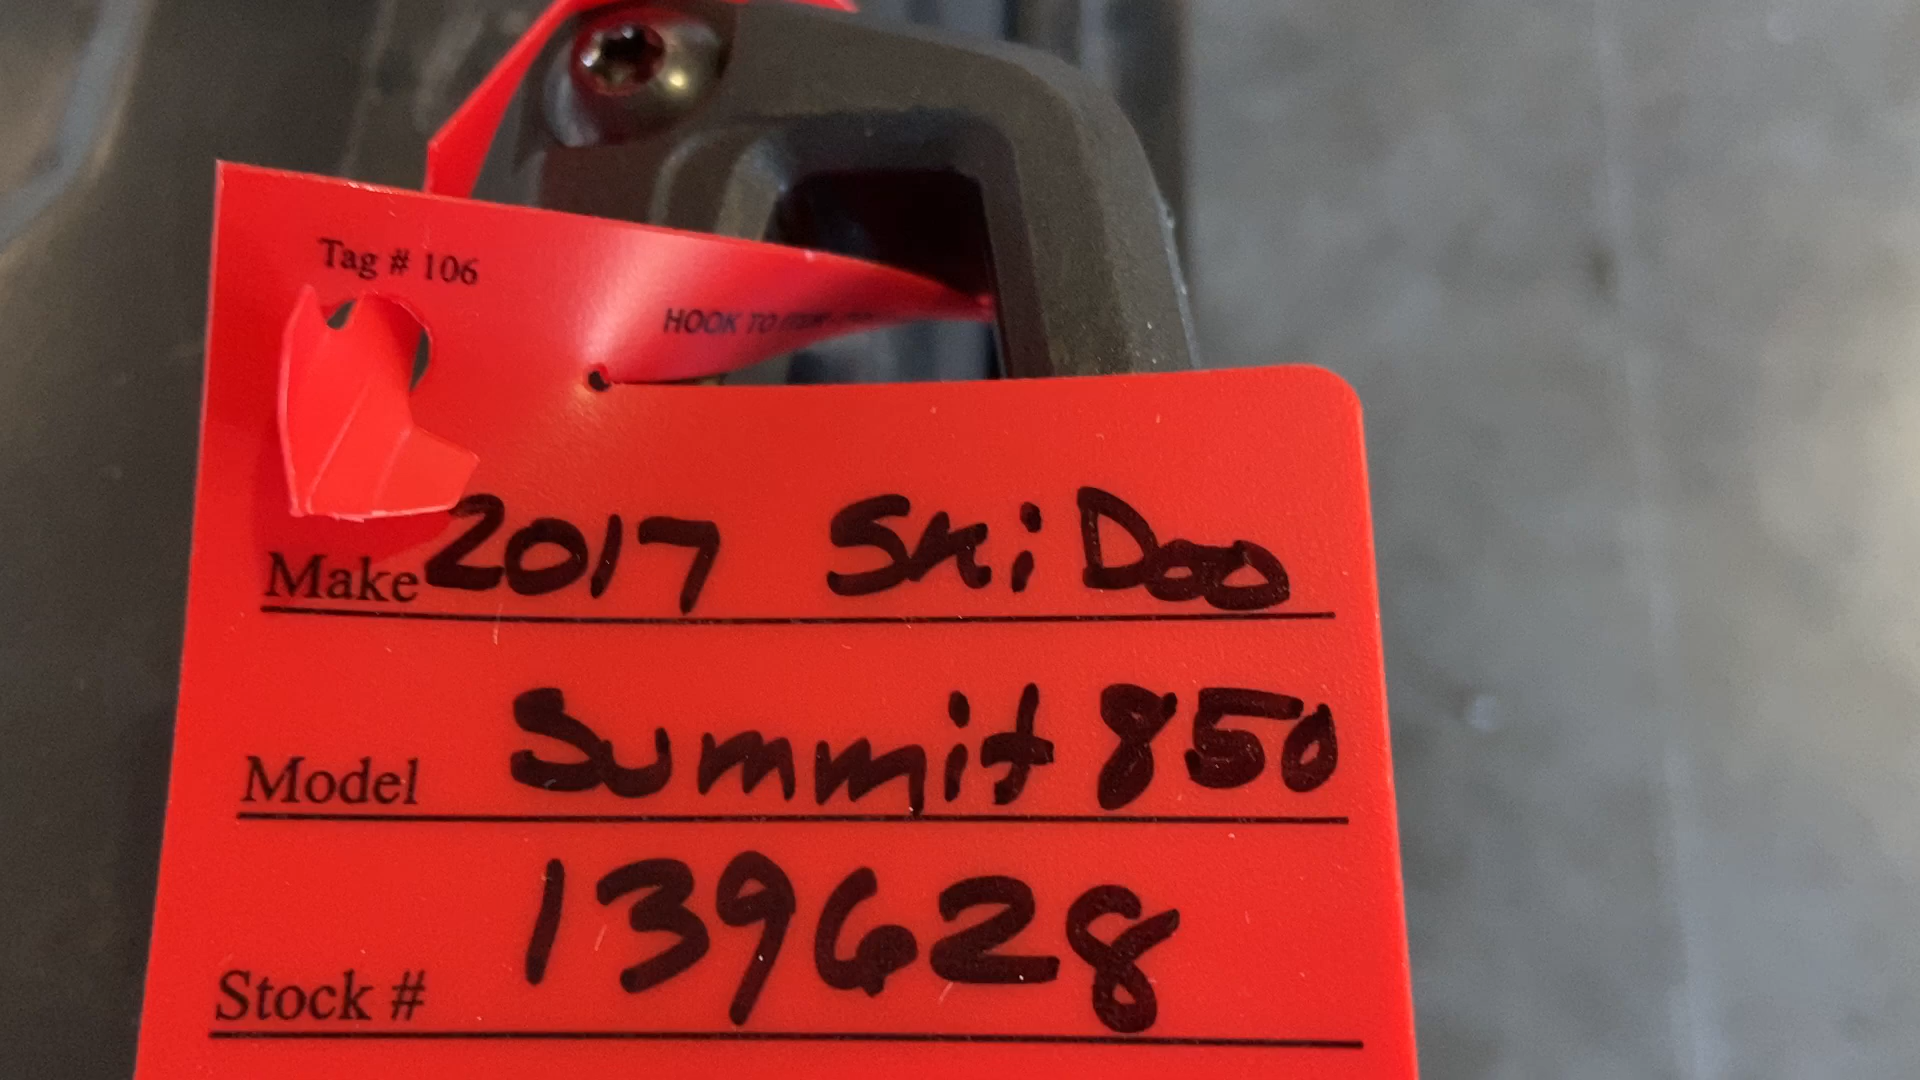 Tag # 106
HOOK TO
Make 2017 SkiDoo
Model Summit 850
Stock # 139628